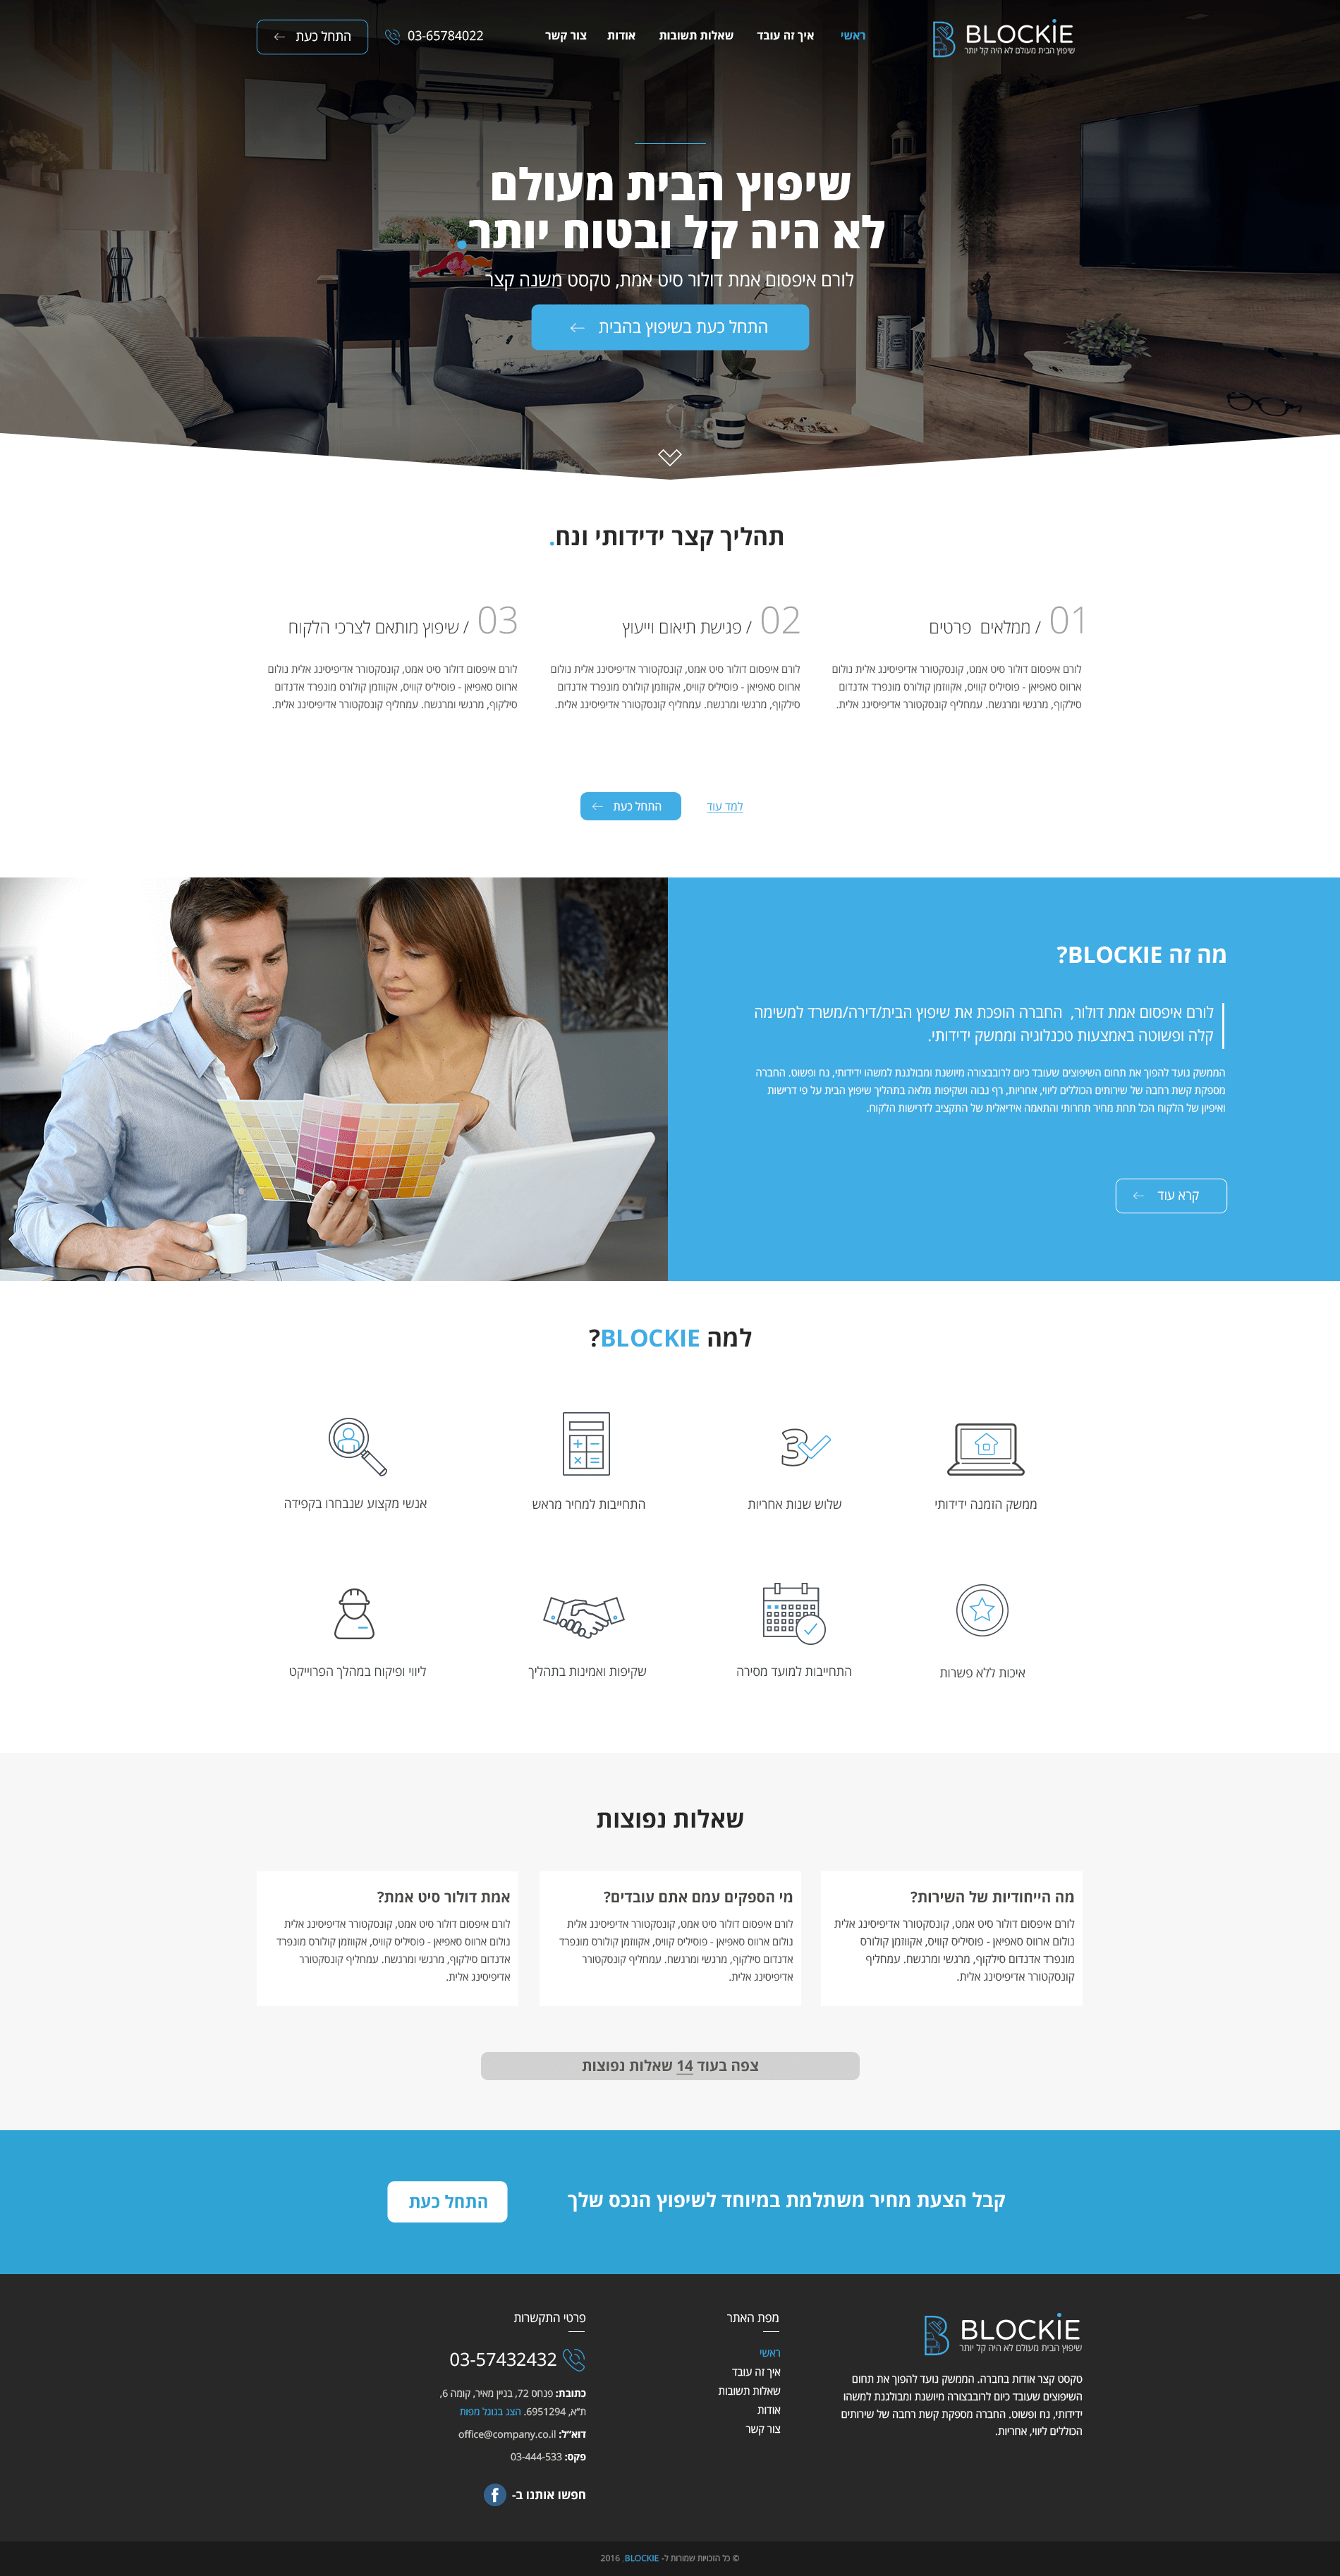 BLOCKiE
שיפוץ הבית מעולם לא היה קל יותר
ראשי
איך זה עובד
שאלות תשובות
אודות
צור קשר
03-65784022
התחל כעת
שיפוץ הבית מעולם
לא היה קל ובטוח יותר
לורם איפסום אמת דולור סיט אמת, טקסט משנה קצר
התחל כעת בשיפוץ בהבית
תהליך קצר ידידותי ונח.
01 / ממלאים פרטים
לורם איפסום דולור סיט אמט, קונסקטורר אדיפיסינג אלית גולום
ארווס סאפיאן - פוסיליס קוויס, אקווזמן קולורס מונפרד אדנדום
סילקוף, מרגשי ומרגשח. עמחליף קונסקטורר אדיפיסינג אלית.
02 / פגישת תיאום וייעוץ
לורם איפסום דולור סיט אמט, קונסקטורר אדיפיסינג אלית גולום
ארווס סאפיאן - פוסיליס קוויס, אקווזמן קולורס מונפרד אדנדום
סילקוף, מרגשי ומרגשח. עמחליף קונסקטורר אדיפיסינג אלית.
03 / שיפוץ מותאם לצרכי הלקוח
לורם איפסום דולור סיט אמט, קונסקטורר אדיפיסינג אלית גולום
ארווס סאפיאן - פוסיליס קוויס, אקווזמן קולורס מונפרד אדנדום
סילקוף, מרגשי ומרגשח. עמחליף קונסקטורר אדיפיסינג אלית.
למד עוד
התחל כעת
מה זה BLOCKIE?
לורם איפסום אמת דולור, החברה הופכת את שיפוץ הבית/דירה/משרד למשימה
קלה ופשוטה באמצעות טכנלוגיה וממשק ידידותי.
הממשק נועד להפוך את תחום השיפוצים שעובד כיום לרובבצורה מיושנת ומבולגנת למשהו ידידותי, נח ופשוט. החברה
מספקת קשת רחבה של שירותים הכוללים ליווי, אחריות, רף גבוה ושקיפות מלאה בתהליך שיפוץ הבית על פי דרישות
ואיפיון של הלקוח הכל תחת מחיר תחרותי והתאמה אידיאלית של התקציב לדרישות הלקוח.
קרא עוד
למה BLOCKIE?
ממשק הזמנה ידידותי
3
שלוש שנות אחריות
התחייבות למחיר מראש
אנשי מקצוע שנבחרו בקפידה
איכות ללא פשרות
התחייבות למועד מסירה
שקיפות ואמינות בתהליך
ליווי ופיקוח במהלך הפרוייקט
שאלות נפוצות
מה הייחודיות של השירות?
לורם איפסום דולור סיט אמט, קונסקטורר אדיפיסינג אלית
גולום ארווס סאפיאן - פוסיליס קוויס, אקווזמן קולורס
מונפרד אדנדום סילקוף, מרגשי ומרגשח. עמחליף
קונסקטורר אדיפיסינג אלית.
מי הספקים עמם אתם עובדים?
לורם איפסום דולור סיט אמט, קונסקטורר אדיפיסינג אלית
גולום ארווס סאפיאן - פוסיליס קוויס, אקווזמן קולורס מונפרד
אדנדום סילקוף, מרגשי ומרגשח. עמחליף קונסקטורר
אדיפיסינג אלית.
אמת דולור סיט אמת?
לורם איפסום דולור סיט אמט, קונסקטורר אדיפיסינג אלית
גולום ארווס סאפיאן - פוסיליס קוויס, אקווזמן קולורס מונפרד
אדנדום סילקוף, מרגשי ומרגשח. עמחליף קונסקטורר
אדיפיסינג אלית.
צפה בעוד 14 שאלות נפוצות
קבל הצעת מחיר משתלמת במיוחד לשיפוץ הנכס שלך
התחל כעת
BLOCKiE
שיפוץ הבית מעולם לא היה קל יותר
טקסט קצר אודות בחברה. הממשק נועד להפוך את תחום
השיפוצים שעובד כיום לרובבצורה מיושנת ומבולגנת למשהו
ידידותי, נח ופשוט. החברה מספקת קשת רחבה של שירותים
הכוללים ליווי, אחריות.
מפת האתר
ראשי
איך זה עובד
שאלות תשובות
אודות
צור קשר
פרטי התקשרות
03-57432432
כתובת: פנחס 72, בניין מאיר, קומה 6,
ת"א, 6951294. הצג בגוגל מפות
דוא"ל: office@company.co.il
פקס: 03-444-533
חפשו אותנו ב-
© כל הזכויות שמורות ל- BLOCKIE. 2016